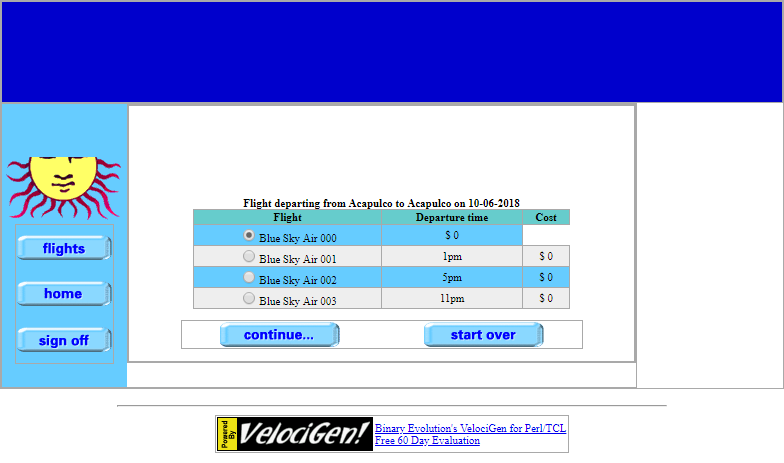 flights
home
sign off
Flight departing from Acapulco to Acapulco on 10-06-2018
Flight Departure time Cost
Blue Sky Air 000 $ 0
Blue Sky Air 001 1pm $ 0
Blue Sky Air 002 5pm $ 0
Blue Sky Air 003 11pm $ 0
continue... start over
Powered By VelociGen!
Binary Evolution's VelociGen for Perl/TCL
Free 60 Day Evaluation